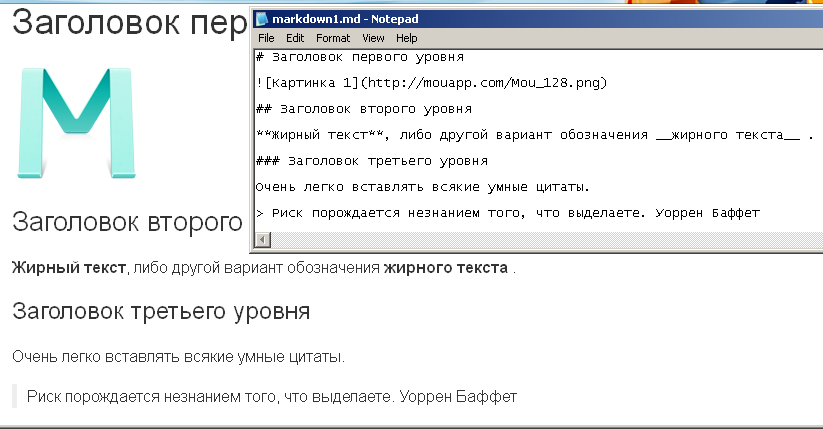 Заголовок пер
markdown1.md - Notepad
File Edit Format View Help
# Заголовок первого уровня
![Картинка 1](http://mouapp.com/Mou_128.png)
## Заголовок второго уровня
**Жирный текст**, либо другой вариант обозначения __жирного текста__ .
### Заголовок третьего уровня
Очень легко вставлять всякие умные цитаты.
> Риск порождается незнанием того, что выделаете. Уоррен Баффет
Заголовок второго
Жирный текст, либо другой вариант обозначения жирного текста .
Заголовок третьего уровня
Очень легко вставлять всякие умные цитаты.
Риск порождается незнанием того, что выделаете. Уоррен Баффет